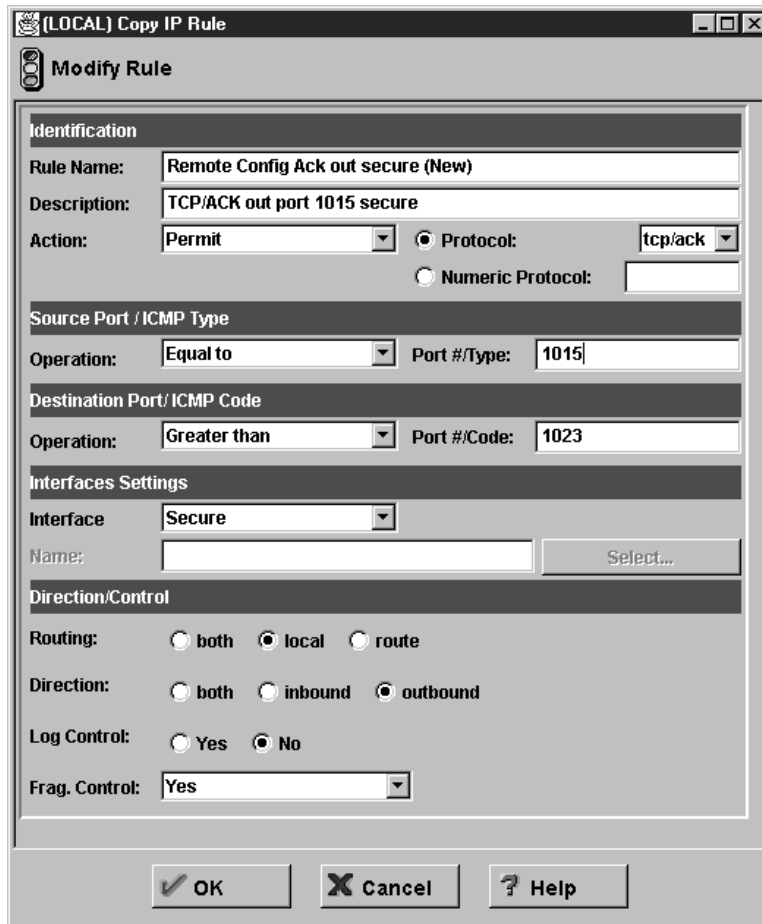 (LOCAL) Copy IP Rule
Modify Rule
Identification
Rule Name: Remote Config Ack out secure (New)
Description: TCP/ACK out port 1015 secure
Action: Permit Protocol: tcp/ack
Numeric Protocol:
Source Port / ICMP Type
Operation: Equal to Port #/Type: 1015
Destination Port/ ICMP Code
Operation: Greater than Port #/Code: 1023
Interfaces Settings
Interface Secure
Name: Select...
Direction/Control
Routing: both local route
Direction: both inbound outbound
Log Control: Yes No
Frag. Control: Yes
OK Cancel Help